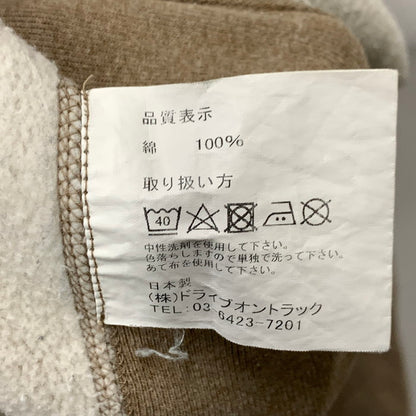 品質表示
綿 100%
取り扱い方
40
中性洗剤を使用して下さい。
色落ちしますので単独で洗って下さい。
あて布を使用して下さい。
日本製
(株)ドライブオントラック
TEL: 03 6423-7201